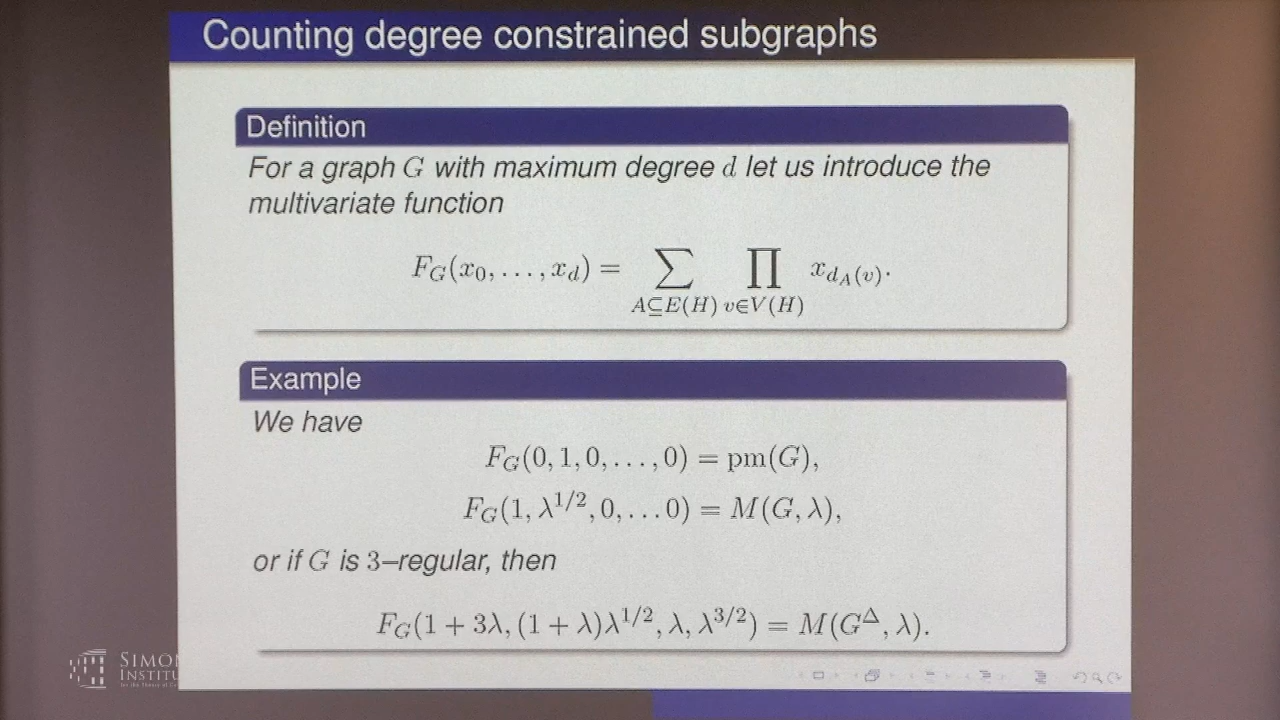 Counting degree constrained subgraphs
Definition
For a graph G with maximum degree d let us introduce the
multivariate function
F_G(x_0, …, x_d) = ∑_{A⊆E(H)} ∏_{v∈V(H)} x_{d_A(v)}.
Example
We have
F_G(0, 1, 0, …, 0) = pm(G),
F_G(1, λ^{1/2}, 0, … 0) = M(G, λ),
or if G is 3–regular, then
F_G(1 + 3λ, (1 + λ)λ^{1/2}, λ, λ^{3/2}) = M(G^Δ, λ).